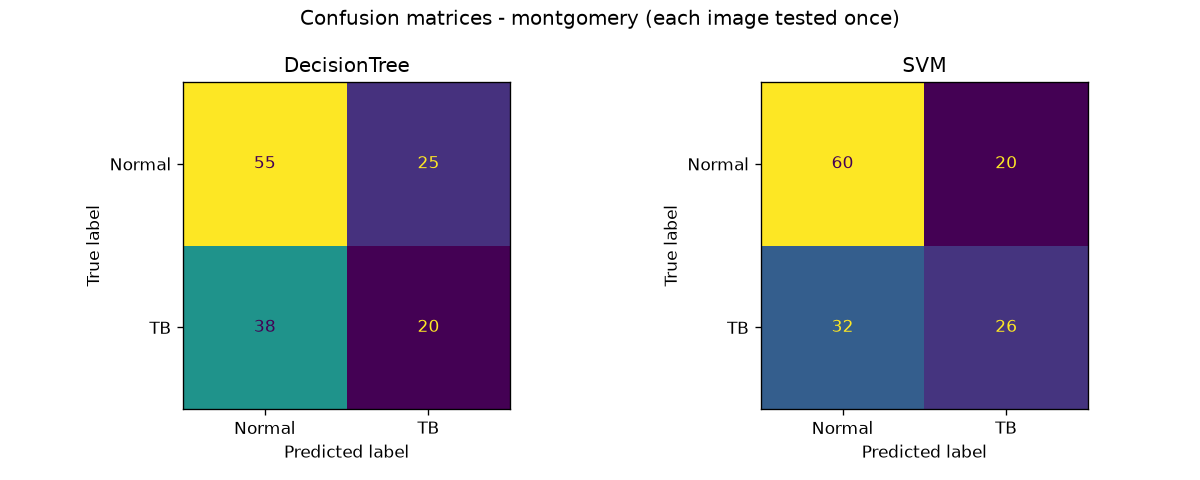 Confusion matrices - montgomery (each image tested once)
DecisionTree
Normal
55
25
TB
38
20
True label
Normal
TB
Predicted label
SVM
Normal
60
20
TB
32
26
True label
Normal
TB
Predicted label